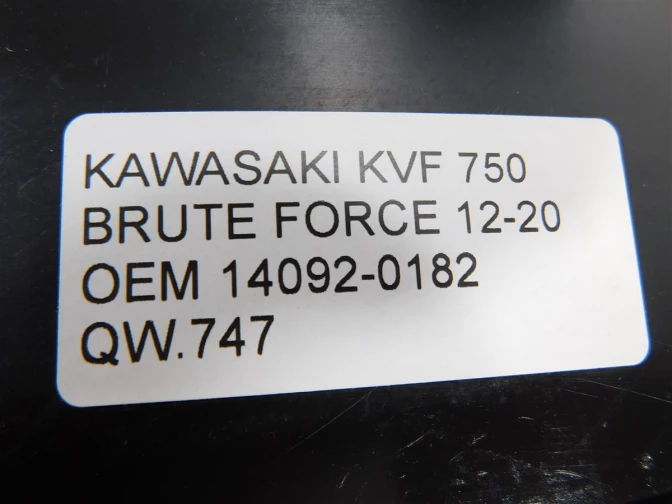 KAWASAKI KVF 750
BRUTE FORCE 12-20
OEM 14092-0182
QW.747